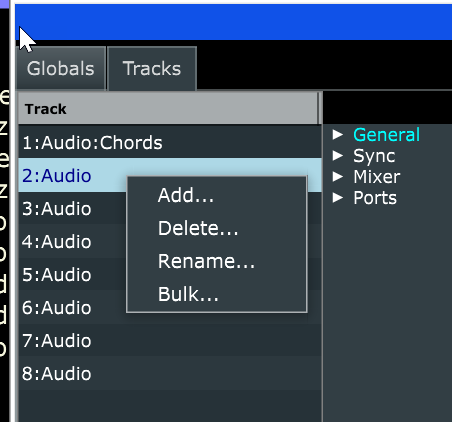 Globals
Tracks
Track
1:Audio:Chords
2:Audio
3:Audio
4:Audio
5:Audio
6:Audio
7:Audio
8:Audio
Add...
Delete...
Rename...
Bulk...
General
Sync
Mixer
Ports